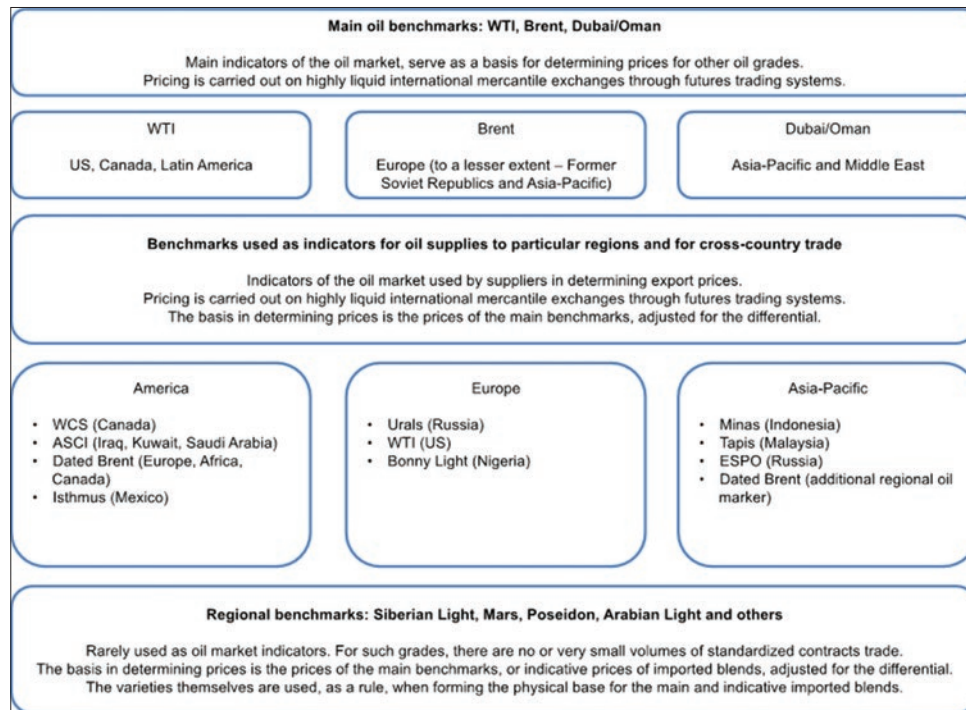 Main oil benchmarks: WTI, Brent, Dubai/Oman
Main indicators of the oil market, serve as a basis for determining prices for other oil grades.
Pricing is carried out on highly liquid international mercantile exchanges through futures trading systems.
WTI
US, Canada, Latin America
Brent
Europe (to a lesser extent – Former
Soviet Republics and Asia-Pacific)
Dubai/Oman
Asia-Pacific and Middle East
Benchmarks used as indicators for oil supplies to particular regions and for cross-country trade
Indicators of the oil market used by suppliers in determining export prices.
Pricing is carried out on highly liquid international mercantile exchanges through futures trading systems.
The basis in determining prices is the prices of the main benchmarks, adjusted for the differential.
America
• WCS (Canada)
• ASCI (Iraq, Kuwait, Saudi Arabia)
• Dated Brent (Europe, Africa,
Canada)
• Isthmus (Mexico)
Europe
• Urals (Russia)
• WTI (US)
• Bonny Light (Nigeria)
Asia-Pacific
• Minas (Indonesia)
• Tapis (Malaysia)
• ESPO (Russia)
• Dated Brent (additional regional oil
marker)
Regional benchmarks: Siberian Light, Mars, Poseidon, Arabian Light and others
Rarely used as oil market indicators. For such grades, there are no or very small volumes of standardized contracts trade.
The basis in determining prices is the prices of the main benchmarks, or indicative prices of imported blends, adjusted for the differential.
The varieties themselves are used, as a rule, when forming the physical base for the main and indicative imported blends.